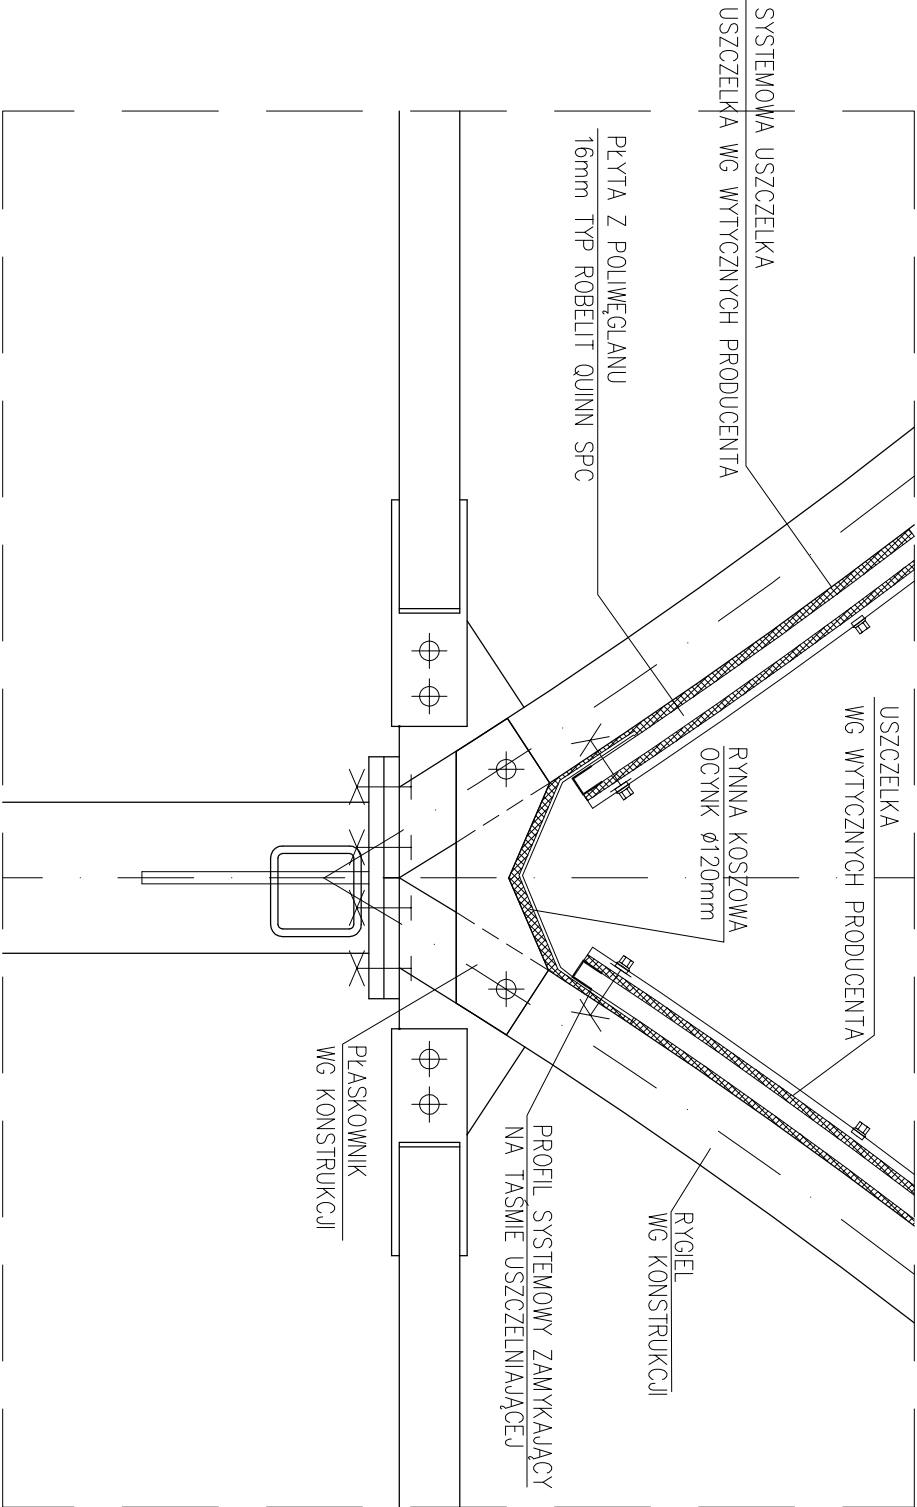 SYSTEMOWA USZCZELKA
USZCZELKA WG WYTYCZNYCH PRODUCENTA
PŁYTA Z POLIWĘGLANU
16mm TYP ROBELIT QUINN SPC
USZCZELKA
WG WYTYCZNYCH PRODUCENTA
RYNNA KOSZOWA
OCYNK Ø120mm
RYGIEL
WG KONSTRUKCJI
PROFIL SYSTEMOWY ZAMYKAJĄCY
NA TAŚMIE USZCZELNIAJĄCEJ
PŁASKOWNIK
WG KONSTRUKCJI